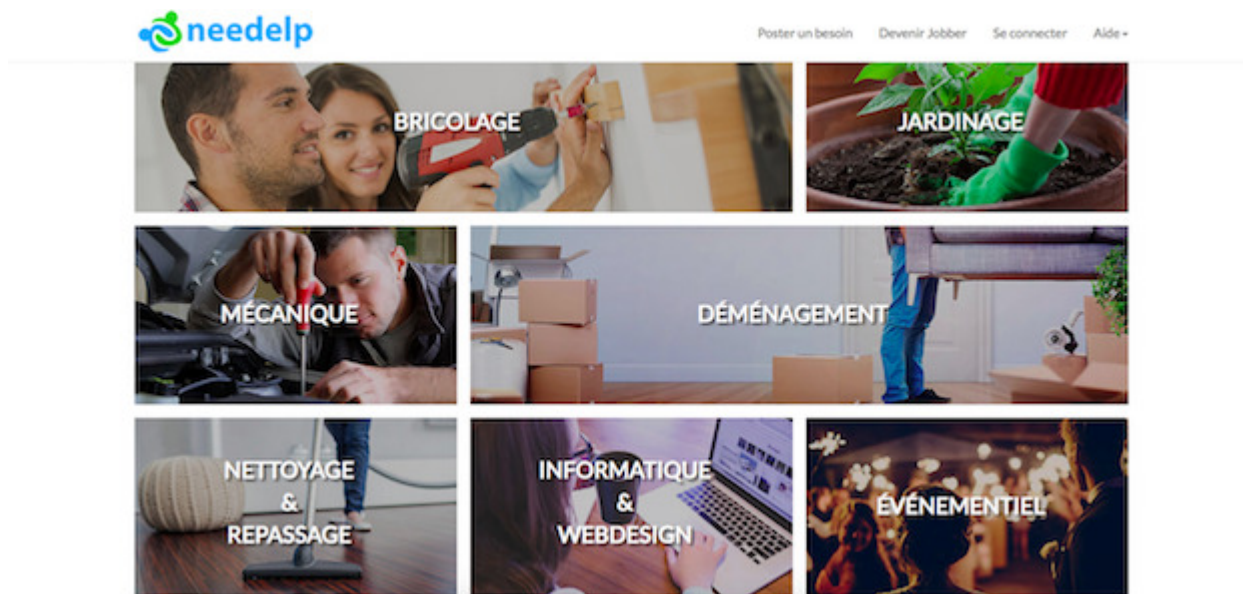 needelp
Poster un besoin Devenir Jobber Se connecter Aide
BRICOLAGE
JARDINAGE
MÉCANIQUE
DÉMÉNAGEMENT
NETTOYAGE
&
REPASSAGE
INFORMATIQUE
&
WEBDESIGN
ÉVÉNEMENTIEL